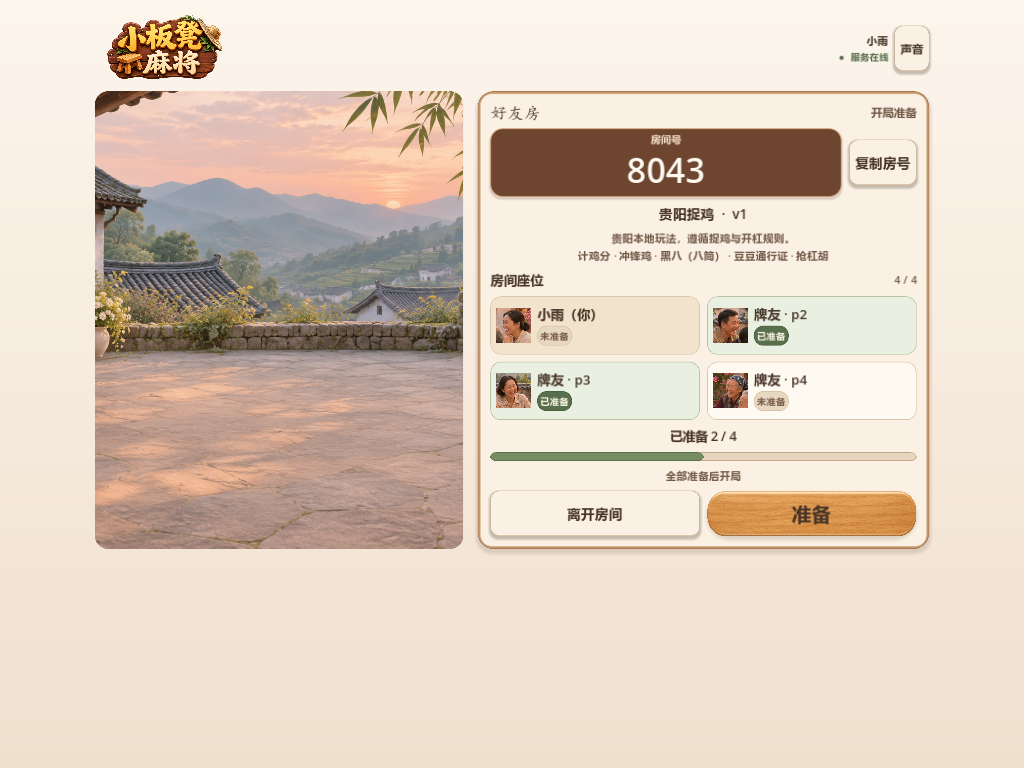 小板凳
麻将
小雨
• 服务在线
声音
好友房
开局准备
房间号
8043
复制房号
贵阳捉鸡 · v1
贵阳本地玩法，遵循捉鸡与开杠规则。
计鸡分 · 冲锋鸡 · 黑八（八筒） · 豆豆通行证 · 抢杠胡
房间座位
4 / 4
小雨（你）
未准备
牌友 · p2
已准备
牌友 · p3
已准备
牌友 · p4
未准备
已准备 2 / 4
全部准备后开局
离开房间
准备